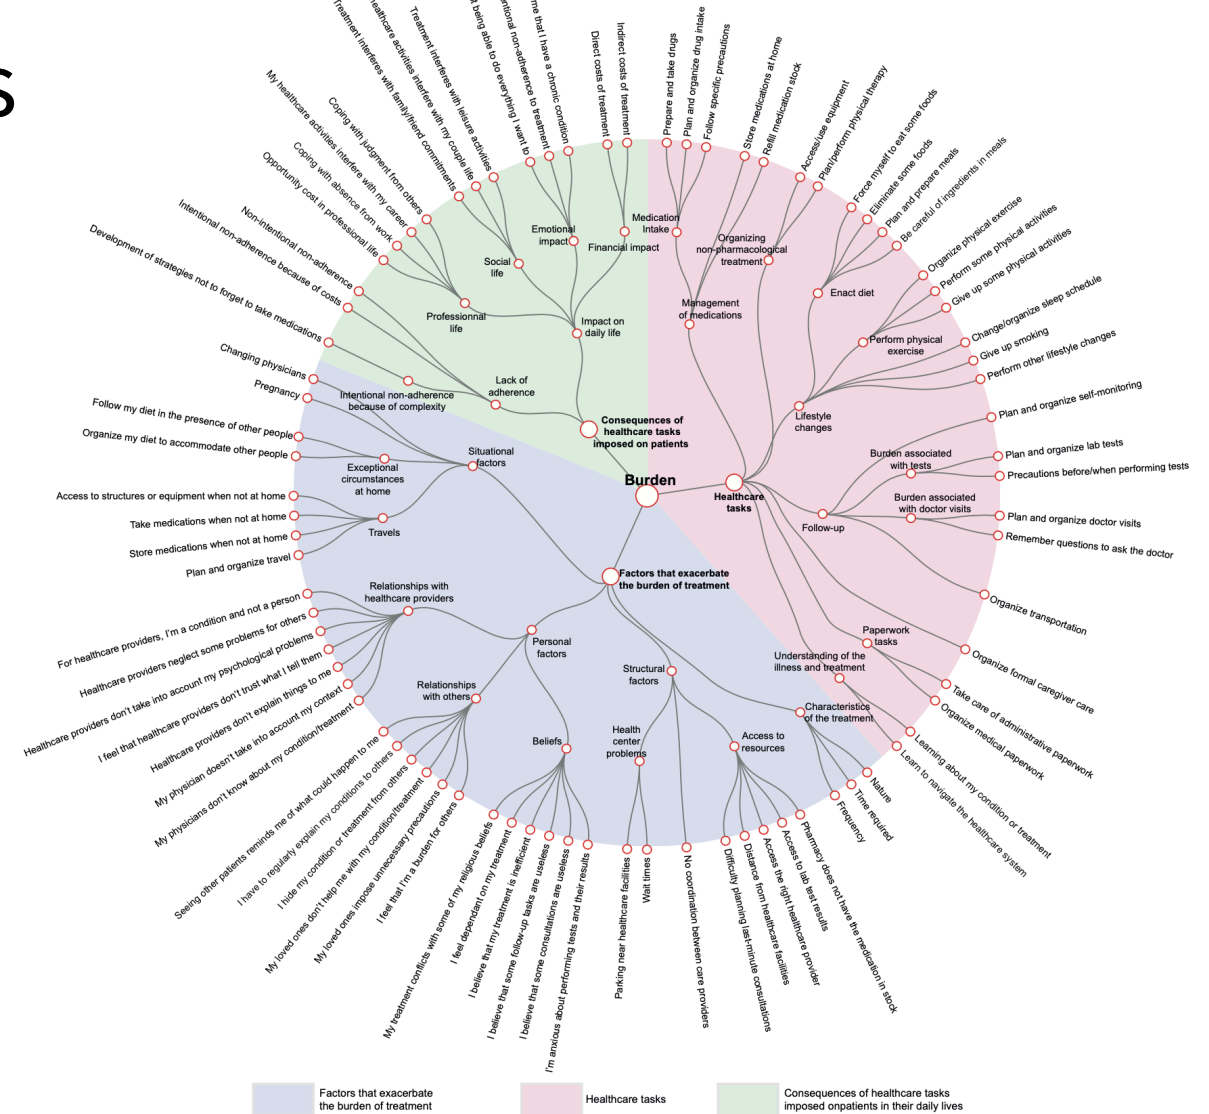 s
Burden
Healthcare
tasks
Medication
Intake
Prepare and take drugs
Plan and organize drug intake
Follow specific precautions
Management
of medications
Store medications at home
Refill medication stock
Organizing
non-pharmacological
treatment
Access/use equipment
Plan/perform physical therapy
Enact diet
Force myself to eat some foods
Eliminate some foods
Plan and prepare meals
Be careful of ingredients in meals
Perform physical
exercise
Organize physical exercise
Perform some physical activities
Give up some physical activities
Lifestyle
changes
Change/organize sleep schedule
Give up smoking
Perform other lifestyle changes
Follow-up
Plan and organize self-monitoring
Burden associated
with tests
Plan and organize lab tests
Precautions before/when performing tests
Burden associated
with doctor visits
Plan and organize doctor visits
Remember questions to ask the doctor
Organize transportation
Organize formal caregiver care
Paperwork
tasks
Take care of administrative paperwork
Organize medical paperwork
Understanding of the
illness and treatment
Learning about my condition or treatment
Learn to navigate the healthcare system
Factors that exacerbate
the burden of treatment
Characteristics
of the treatment
Nature
Time required
Frequency
Structural
factors
Access to
resources
Pharmacy does not have the medication in stock
Access to lab test results
Access the right healthcare provider
Distance from healthcare facilities
Difficulty planning last-minute consultations
No coordination between care providers
Health
center
problems
Wait times
Parking near healthcare facilities
Personal
factors
Beliefs
I'm anxious about performing tests and their results
I believe that some consultations are useless
I believe that some follow-up tasks are useless
I believe that my treatment is inefficient
I feel dependant on my treatment
My treatment conflicts with some of my religious beliefs
Relationships
with others
I feel that I'm a burden for others
My loved ones impose unnecessary precautions
My loved ones don't help me with my condition/treatment
I hide my condition or treatment from others
I have to regularly explain my conditions to others
Seeing other patients reminds me of what could happen to me
Relationships with
healthcare providers
My physicians don't know about my condition/treatment
My physician doesn't take into account my context
Healthcare providers don't explain things to me
I feel that healthcare providers don't trust what I tell them
Healthcare providers don't take into account my psychological problems
Healthcare providers neglect some problems for others
For healthcare providers, I'm a condition and not a person
Situational
factors
Travels
Plan and organize travel
Store medications when not at home
Take medications when not at home
Access to structures or equipment when not at home
Exceptional
circumstances
at home
Organize my diet to accommodate other people
Follow my diet in the presence of other people
Pregnancy
Changing physicians
Consequences of
healthcare tasks
imposed on patients
Lack of
adherence
Intentional non-adherence
because of complexity
Development of strategies not to forget to take medications
Intentional non-adherence because of costs
Non-intentional non-adherence
Impact on
daily life
Professionnal
life
Opportunity cost in professional life
Coping with absence from work
My healthcare activities interfere with my career
Coping with judgment from others
Social
life
Treatment interferes with family/friend commitments
healthcare activities interfere with my couple life
Treatment interferes with leisure activities
Emotional
impact
being able to do everything I want to
non-adherence to treatment
me that I have a chronic condition
Financial impact
Direct costs of treatment
Indirect costs of treatment
Factors that exacerbate
the burden of treatment
Healthcare tasks
Consequences of healthcare tasks
imposed onpatients in their daily lives